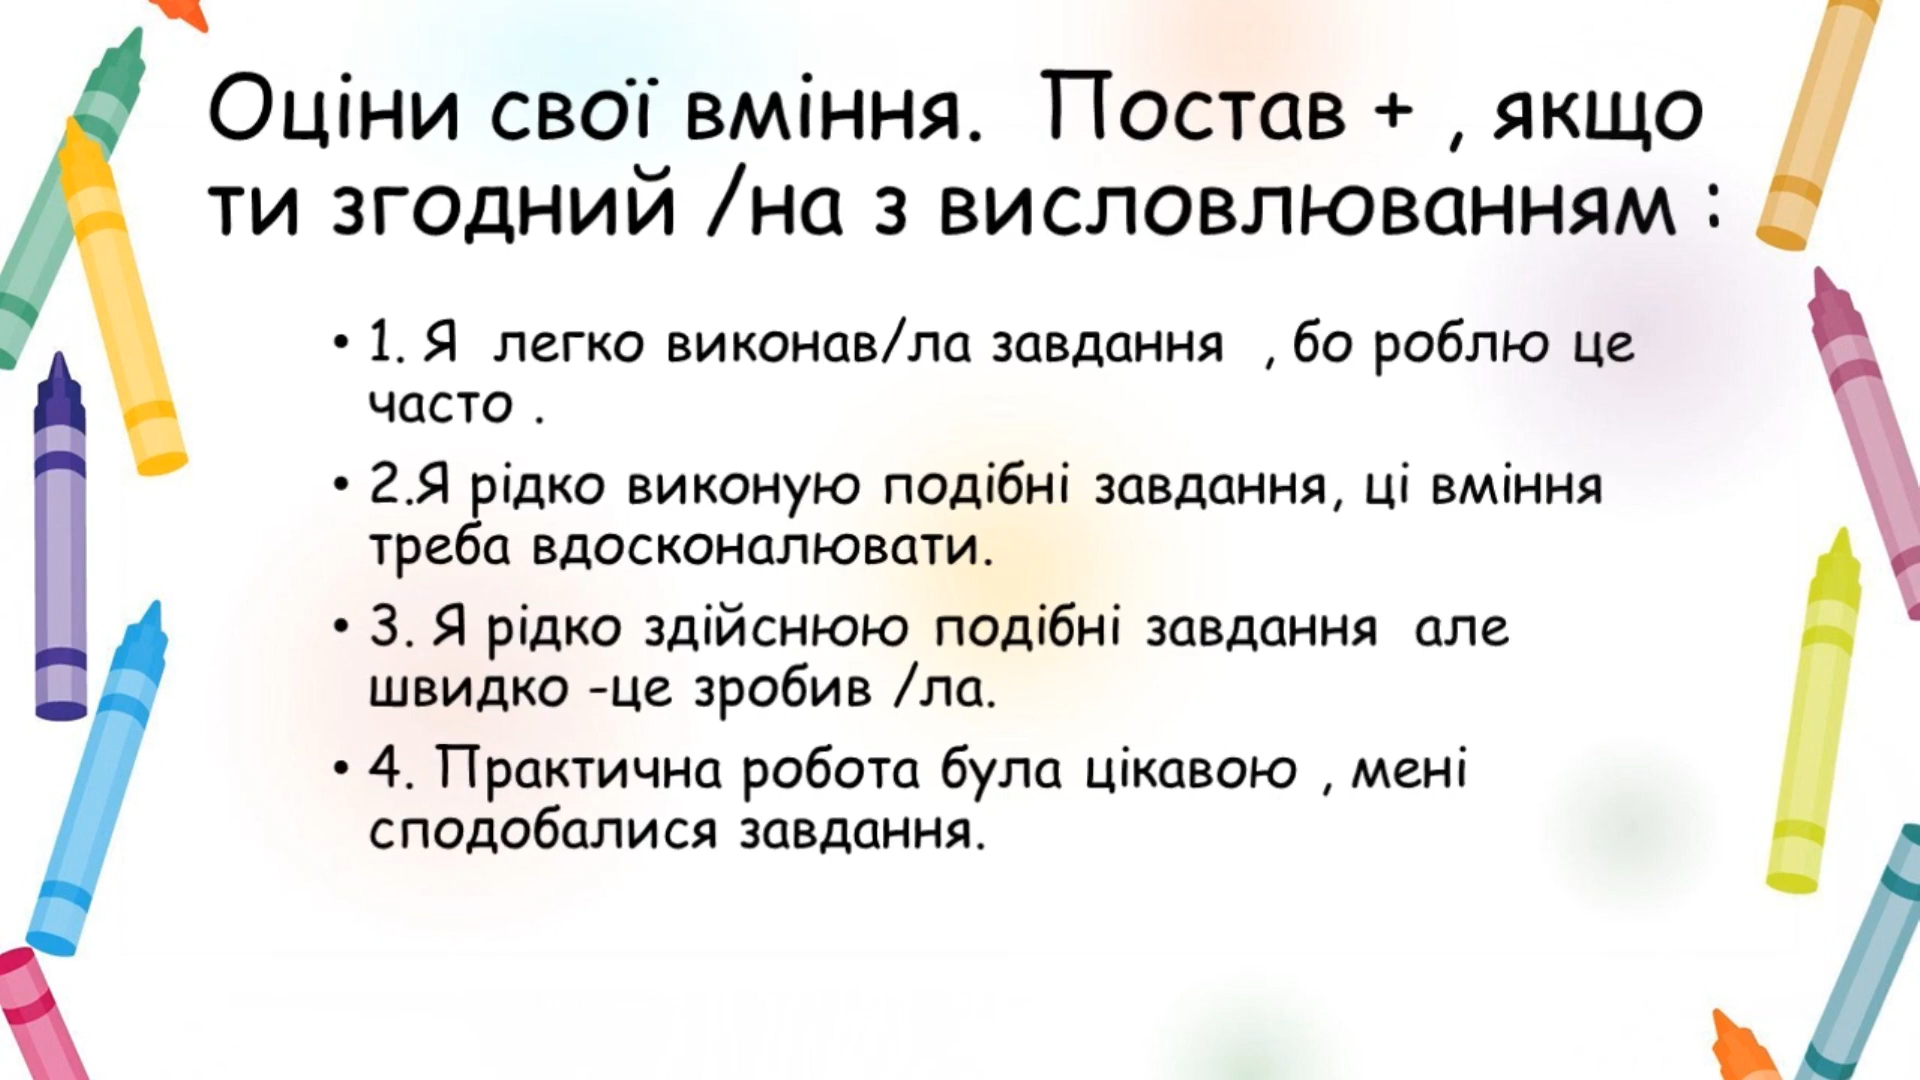 Оціни свої вміння.  Постав + , якщо
ти згодний /на з висловлюванням :
• 1. Я  легко виконав/ла завдання  , бо роблю це
часто .
• 2.Я рідко виконую подібні завдання, ці вміння
треба вдосконалювати.
• 3. Я рідко здійснюю подібні завдання  але
швидко -це зробив /ла.
• 4. Практична робота була цікавою , мені
сподобалися завдання.